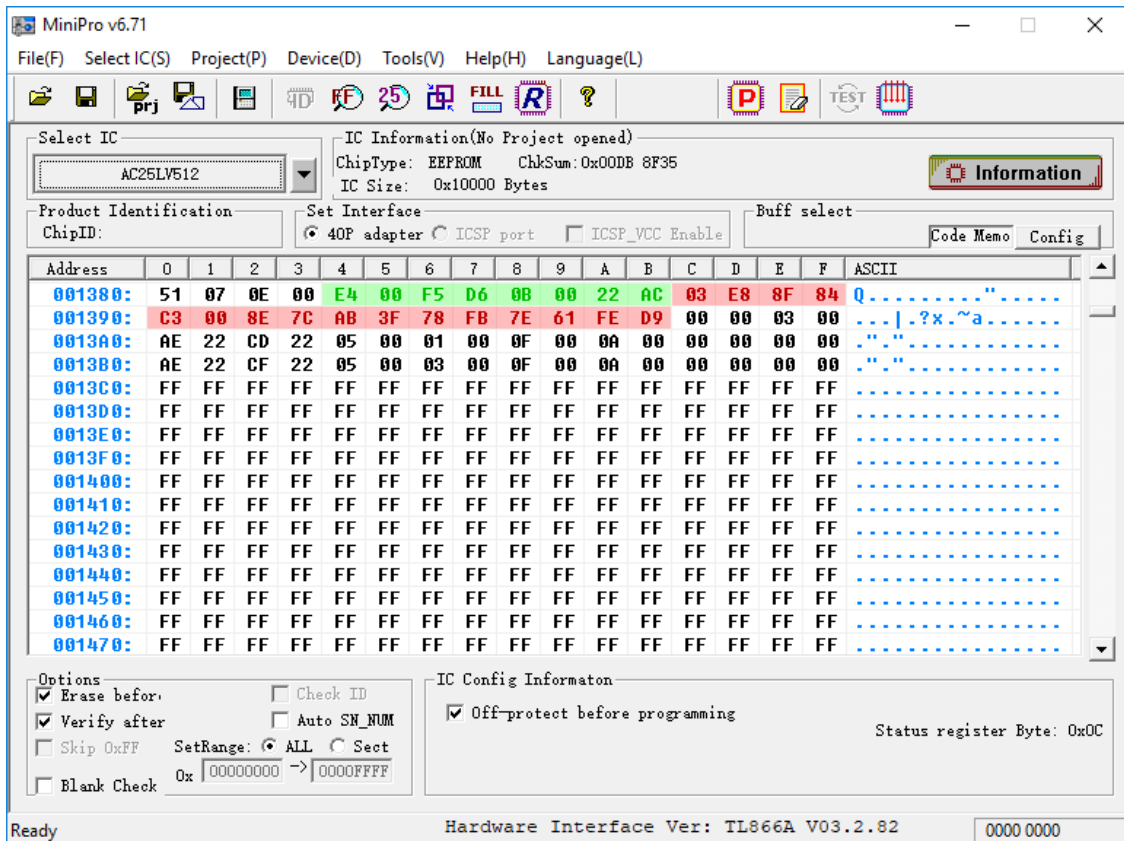 MiniPro v6.71
File(F) Select IC(S) Project(P) Device(D) Tools(V) Help(H) Language(L)
prj ID FF 25 FILL R ? P TEST
Select IC
AC25LV512
IC Information(No Project opened)
ChipType: EEPROM ChkSum:0x00DB 8F35
IC Size: 0x10000 Bytes
Information
Product Identification
ChipID:
Set Interface
40P adapter ICSP port ICSP_VCC Enable
Buff select
Code Memo Config
Address 0 1 2 3 4 5 6 7 8 9 A B C D E F ASCII
001380: 51 07 0E 00 E4 00 F5 D6 0B 00 22 AC 03 E8 8F 84 Q.........".....
001390: C3 00 8E 7C AB 3F 78 FB 7E 61 FE D9 00 00 03 00 ...|.?x.~a......
0013A0: AE 22 CD 22 05 00 01 00 0F 00 0A 00 00 00 00 00 ."."............
0013B0: AE 22 CF 22 05 00 03 00 0F 00 0A 00 00 00 00 00 ."."............
0013C0: FF FF FF FF FF FF FF FF FF FF FF FF FF FF FF FF ................
0013D0: FF FF FF FF FF FF FF FF FF FF FF FF FF FF FF FF ................
0013E0: FF FF FF FF FF FF FF FF FF FF FF FF FF FF FF FF ................
0013F0: FF FF FF FF FF FF FF FF FF FF FF FF FF FF FF FF ................
001400: FF FF FF FF FF FF FF FF FF FF FF FF FF FF FF FF ................
001410: FF FF FF FF FF FF FF FF FF FF FF FF FF FF FF FF ................
001420: FF FF FF FF FF FF FF FF FF FF FF FF FF FF FF FF ................
001430: FF FF FF FF FF FF FF FF FF FF FF FF FF FF FF FF ................
001440: FF FF FF FF FF FF FF FF FF FF FF FF FF FF FF FF ................
001450: FF FF FF FF FF FF FF FF FF FF FF FF FF FF FF FF ................
001460: FF FF FF FF FF FF FF FF FF FF FF FF FF FF FF FF ................
001470: FF FF FF FF FF FF FF FF FF FF FF FF FF FF FF FF ................
Options
Erase befor Check ID
Verify after Auto SN_NUM
Skip 0xFF SetRange: ALL Sect
Blank Check 0x 00000000 -> 0000FFFF
IC Config Informaton
Off-protect before programming
Status register Byte: 0x0C
Ready
Hardware Interface Ver: TL866A V03.2.82
0000 0000